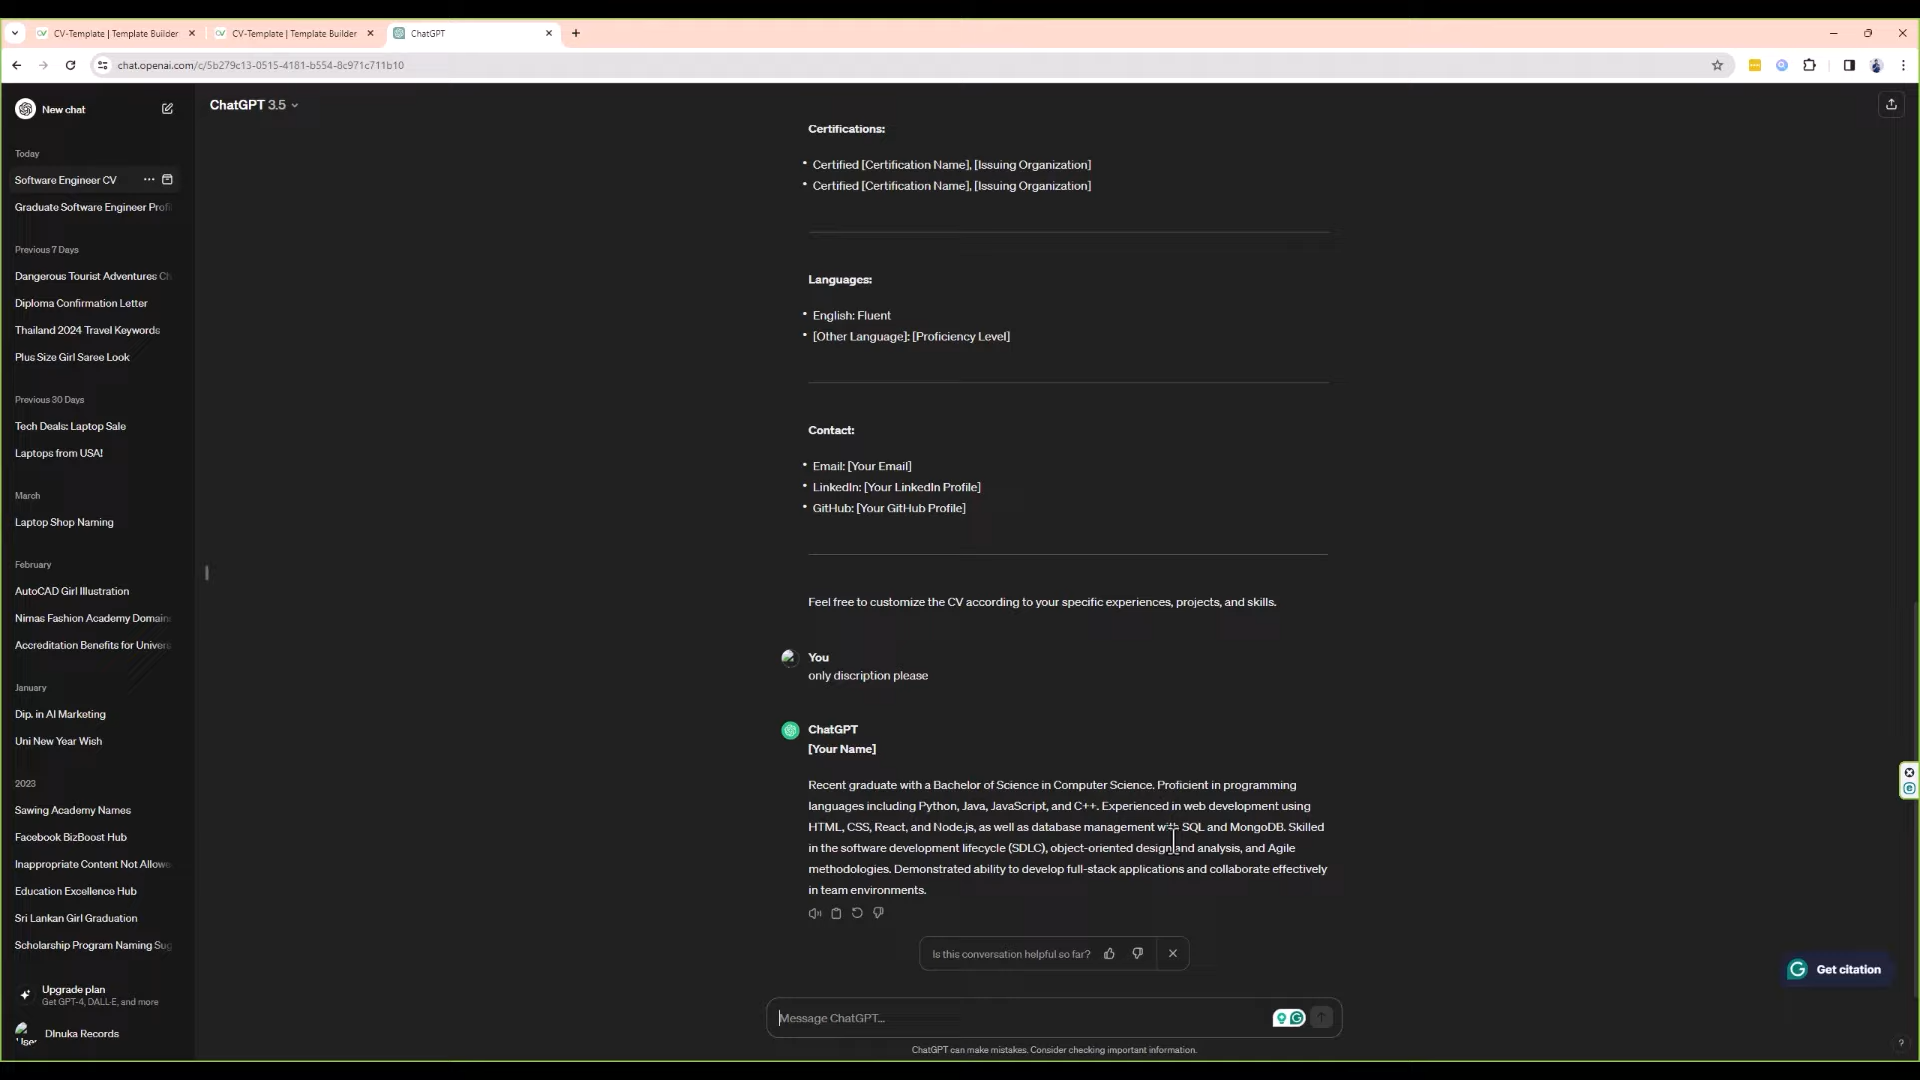 CV-Template | Template Builder
CV-Template | Template Builder
ChatGPT
chat.openai.com/c/5b279c13-0515-4181-b554-8c971c711b10
New chat
Today
Software Engineer CV
Graduate Software Engineer Profi
Previous 7 Days
Dangerous Tourist Adventures Ch
Diploma Confirmation Letter
Thailand 2024 Travel Keywords
Plus Size Girl Saree Look
Previous 30 Days
Tech Deals: Laptop Sale
Laptops from USA!
March
Laptop Shop Naming
February
AutoCAD Girl Illustration
Nimas Fashion Academy Domain
Accreditation Benefits for Univers
January
Dip. in AI Marketing
Uni New Year Wish
2023
Sawing Academy Names
Facebook BizBoost Hub
Inappropriate Content Not Allowe
Education Excellence Hub
Sri Lankan Girl Graduation
Scholarship Program Naming Sug
Upgrade plan
Get GPT-4, DALL·E, and more
User
DInuka Records
ChatGPT 3.5
Certifications:
• Certified [Certification Name], [Issuing Organization]
• Certified [Certification Name], [Issuing Organization]
Languages:
• English: Fluent
• [Other Language]: [Proficiency Level]
Contact:
• Email: [Your Email]
• LinkedIn: [Your LinkedIn Profile]
• GitHub: [Your GitHub Profile]
Feel free to customize the CV according to your specific experiences, projects, and skills.
You
only discription please
ChatGPT
[Your Name]
Recent graduate with a Bachelor of Science in Computer Science. Proficient in programming
languages including Python, Java, JavaScript, and C++. Experienced in web development using
HTML, CSS, React, and Node.js, as well as database management with SQL and MongoDB. Skilled
in the software development lifecycle (SDLC), object-oriented design and analysis, and Agile
methodologies. Demonstrated ability to develop full-stack applications and collaborate effectively
in team environments.
Is this conversation helpful so far?
Get citation
Message ChatGPT...
ChatGPT can make mistakes. Consider checking important information.
?